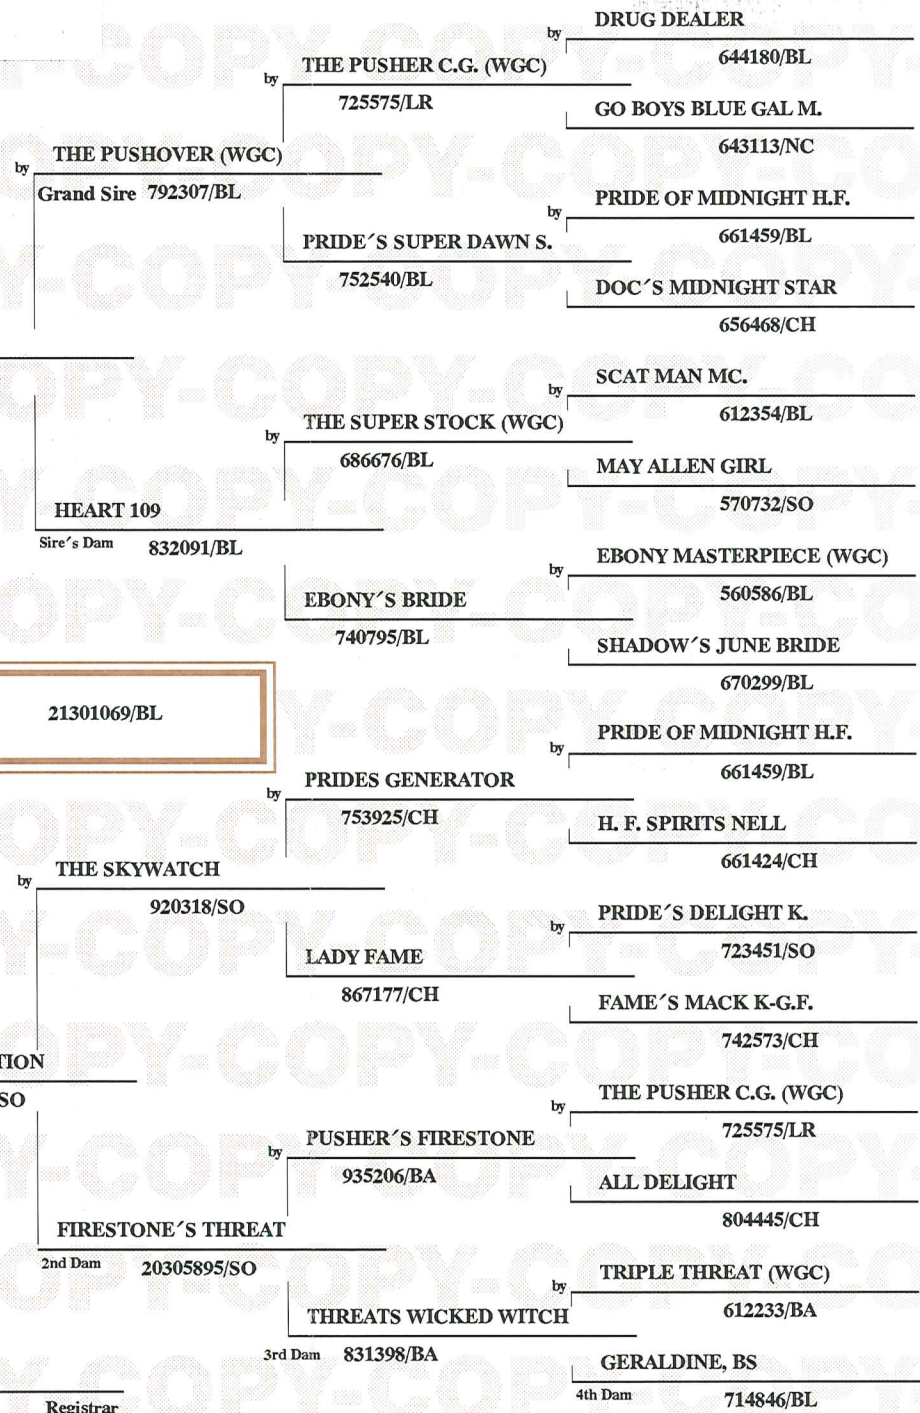 DRUG DEALER
by
644180/BL
THE PUSHER C.G. (WGC)
by
725575/LR
GO BOYS BLUE GAL M.
643113/NC
THE PUSHOVER (WGC)
by
Grand Sire 792307/BL
PRIDE OF MIDNIGHT H.F.
by
661459/BL
PRIDE´S SUPER DAWN S.
752540/BL
DOC´S MIDNIGHT STAR
656468/CH
SCAT MAN MC.
by
612354/BL
THE SUPER STOCK (WGC)
by
686676/BL
MAY ALLEN GIRL
570732/SO
HEART 109
Sire´s Dam 832091/BL
EBONY MASTERPIECE (WGC)
by
560586/BL
EBONY´S BRIDE
740795/BL
SHADOW´S JUNE BRIDE
670299/BL
21301069/BL
PRIDE OF MIDNIGHT H.F.
by
661459/BL
PRIDES GENERATOR
by
753925/CH
H. F. SPIRITS NELL
661424/CH
THE SKYWATCH
by
920318/SO
PRIDE´S DELIGHT K.
by
723451/SO
LADY FAME
867177/CH
FAME´S MACK K-G.F.
742573/CH
TION
SO
THE PUSHER C.G. (WGC)
by
725575/LR
PUSHER´S FIRESTONE
by
935206/BA
ALL DELIGHT
804445/CH
FIRESTONE´S THREAT
2nd Dam 20305895/SO
TRIPLE THREAT (WGC)
by
612233/BA
THREATS WICKED WITCH
3rd Dam 831398/BA
GERALDINE, BS
4th Dam 714846/BL
Registrar